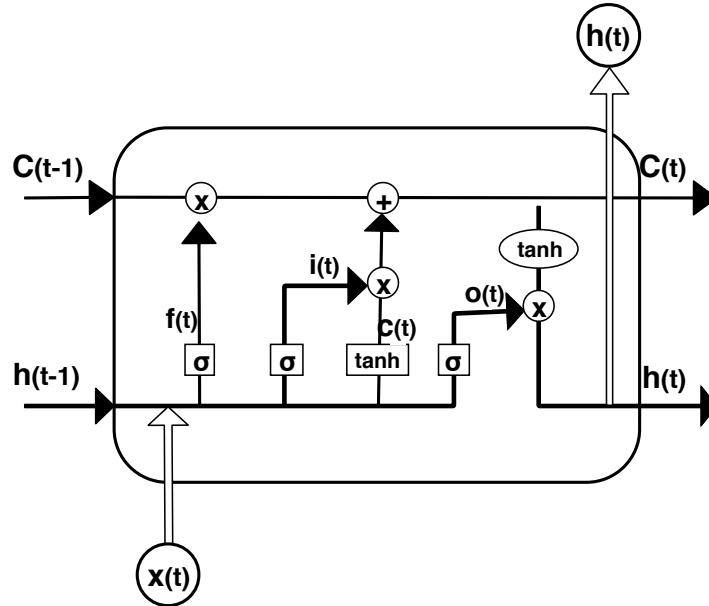 h(t)
C(t-1)
C(t)
x
+
tanh
i(t)
x
o(t)
x
f(t)
c(t)
σ
σ
tanh
σ
h(t-1)
h(t)
x(t)